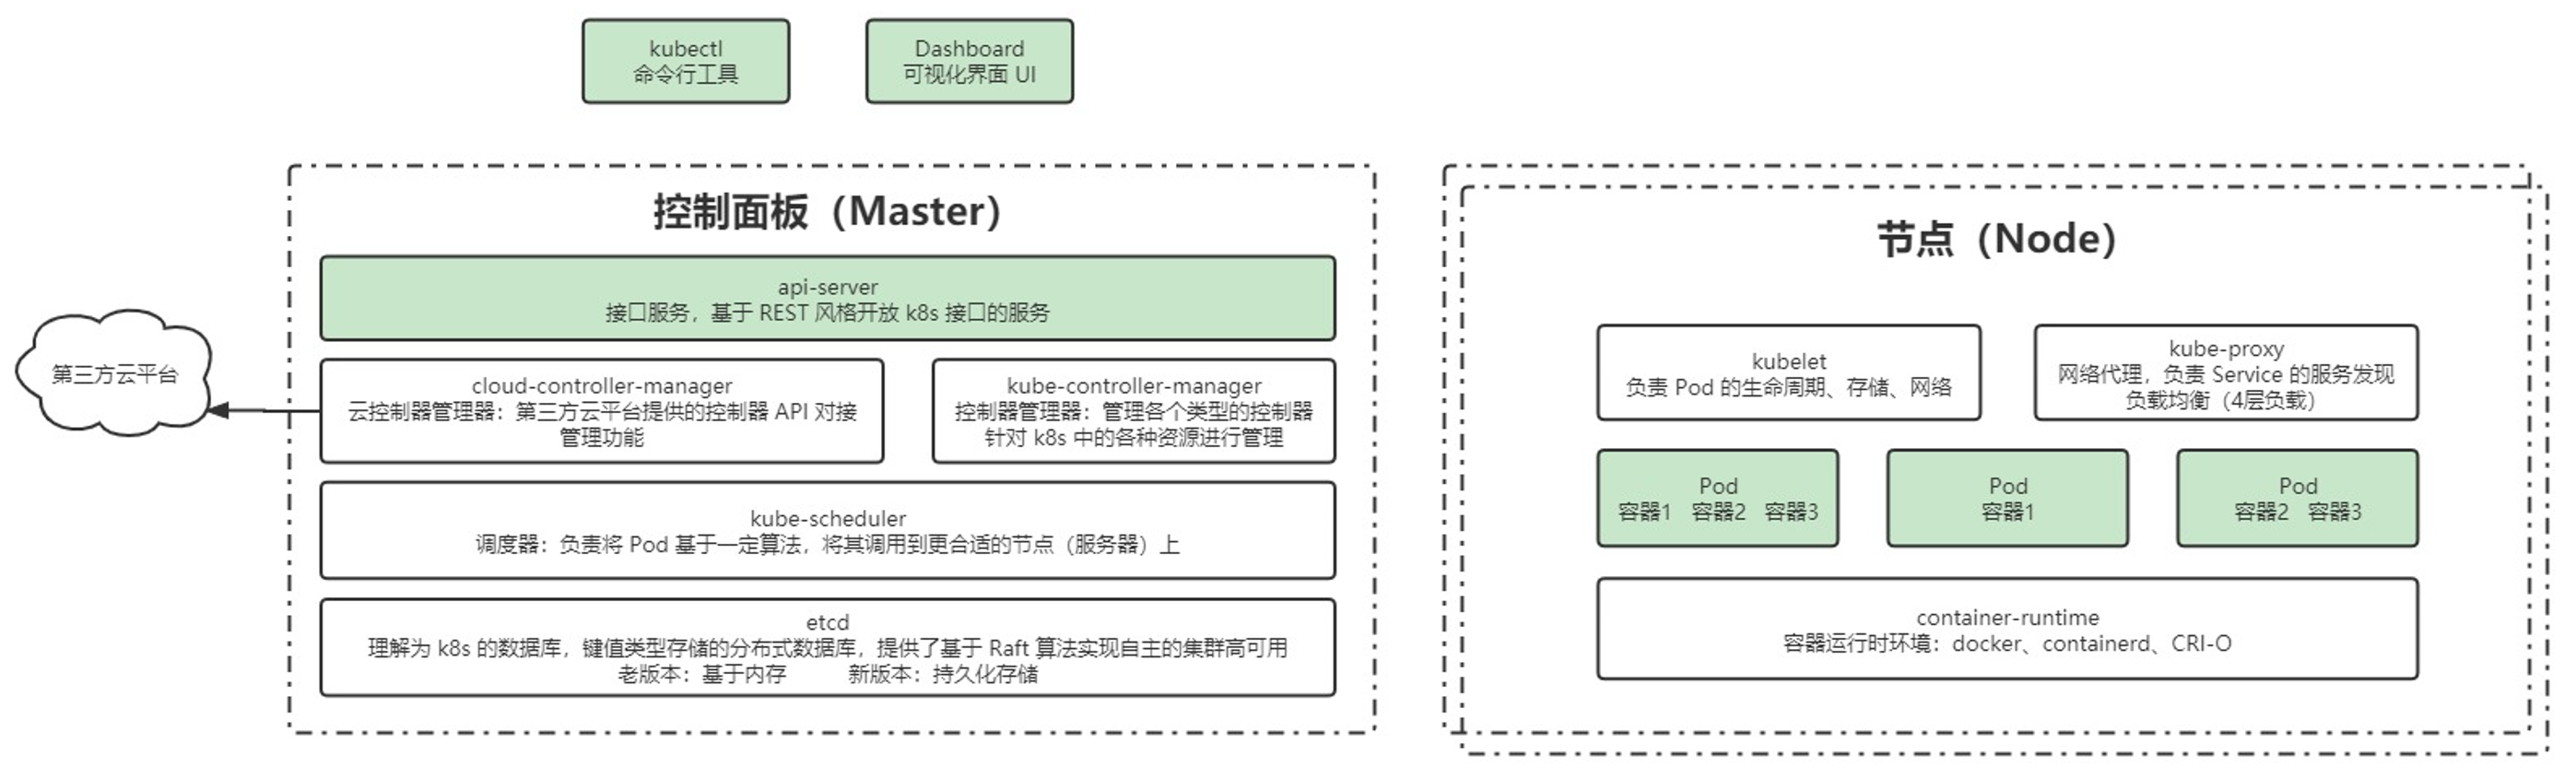 kubectl
命令行工具
Dashboard
可视化界面 UI
控制面板（Master）
api-server
接口服务，基于 REST 风格开放 k8s 接口的服务
第三方云平台
cloud-controller-manager
云控制器管理器：第三方云平台提供的控制器 API 对接
管理功能
kube-controller-manager
控制器管理器：管理各个类型的控制器
针对 k8s 中的各种资源进行管理
kube-scheduler
调度器：负责将 Pod 基于一定算法，将其调用到更合适的节点（服务器）上
etcd
理解为 k8s 的数据库，键值类型存储的分布式数据库，提供了基于 Raft 算法实现自主的集群高可用
老版本：基于内存 新版本：持久化存储
节点（Node）
kubelet
负责 Pod 的生命周期、存储、网络
kube-proxy
网络代理，负责 Service 的服务发现
负载均衡（4层负载）
Pod
容器1 容器2 容器3
Pod
容器1
Pod
容器2 容器3
container-runtime
容器运行时环境：docker、containerd、CRI-O